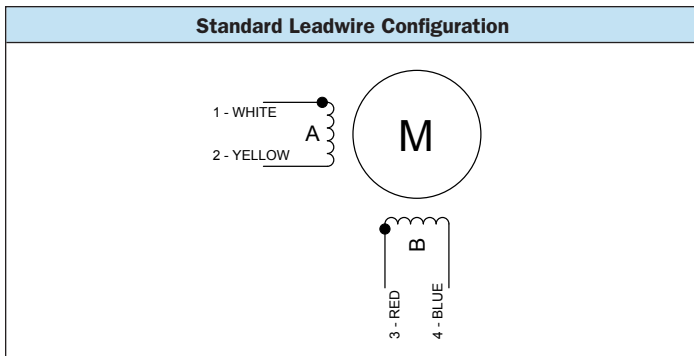 Standard Leadwire Configuration
1 - WHITE
A
2 - YELLOW
M
B
3 - RED
4 - BLUE